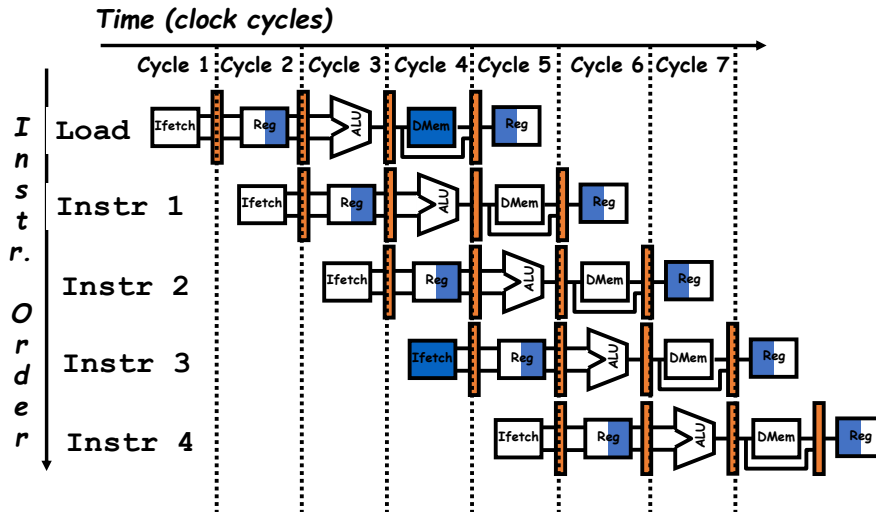 Time (clock cycles)
Cycle 1 Cycle 2 Cycle 3 Cycle 4 Cycle 5 Cycle 6 Cycle 7
Instr. Order
Load Ifetch Reg ALU DMem Reg
Instr 1 Ifetch Reg ALU DMem Reg
Instr 2 Ifetch Reg ALU DMem Reg
Instr 3 Ifetch Reg ALU DMem Reg
Instr 4 Ifetch Reg ALU DMem Reg